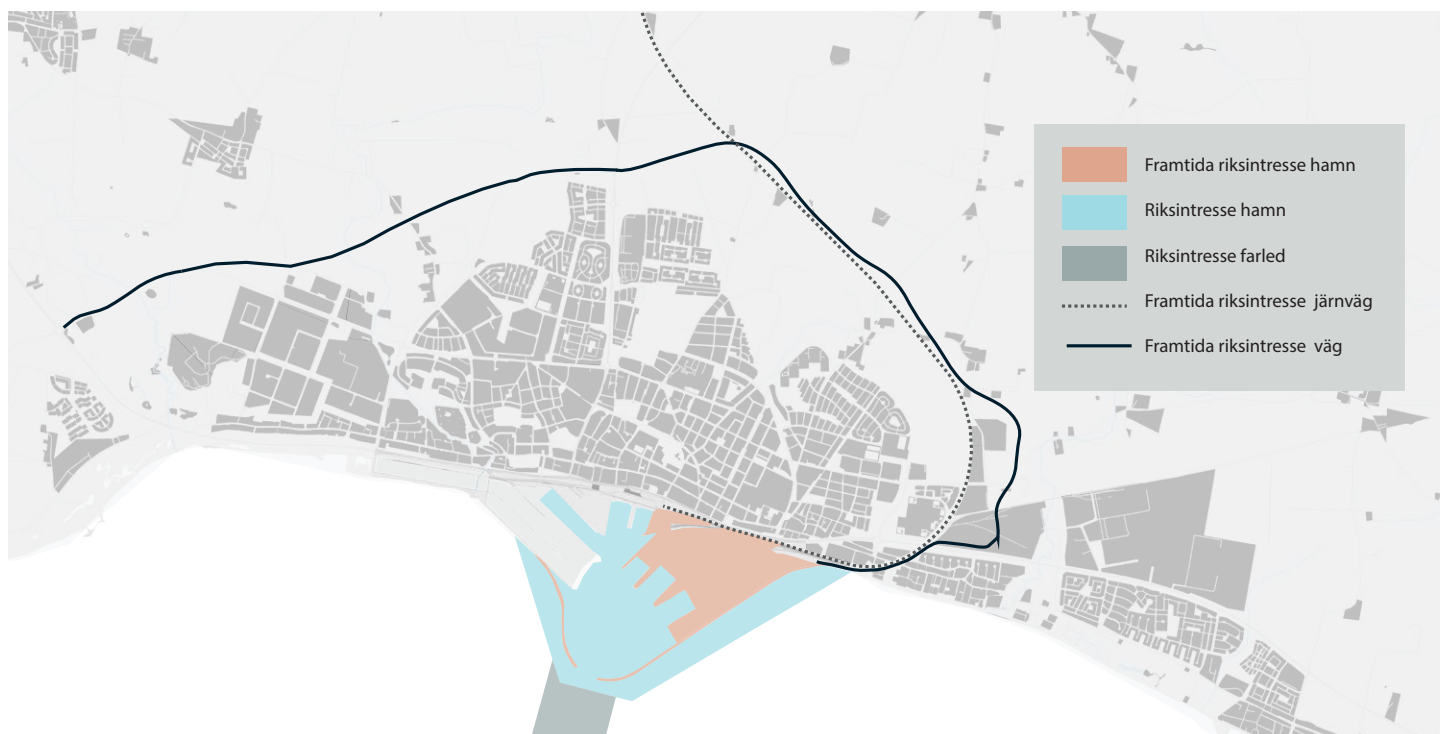 Framtida riksintresse hamn
Riksintresse hamn
Riksintresse farled
Framtida riksintresse järnväg
Framtida riksintresse väg